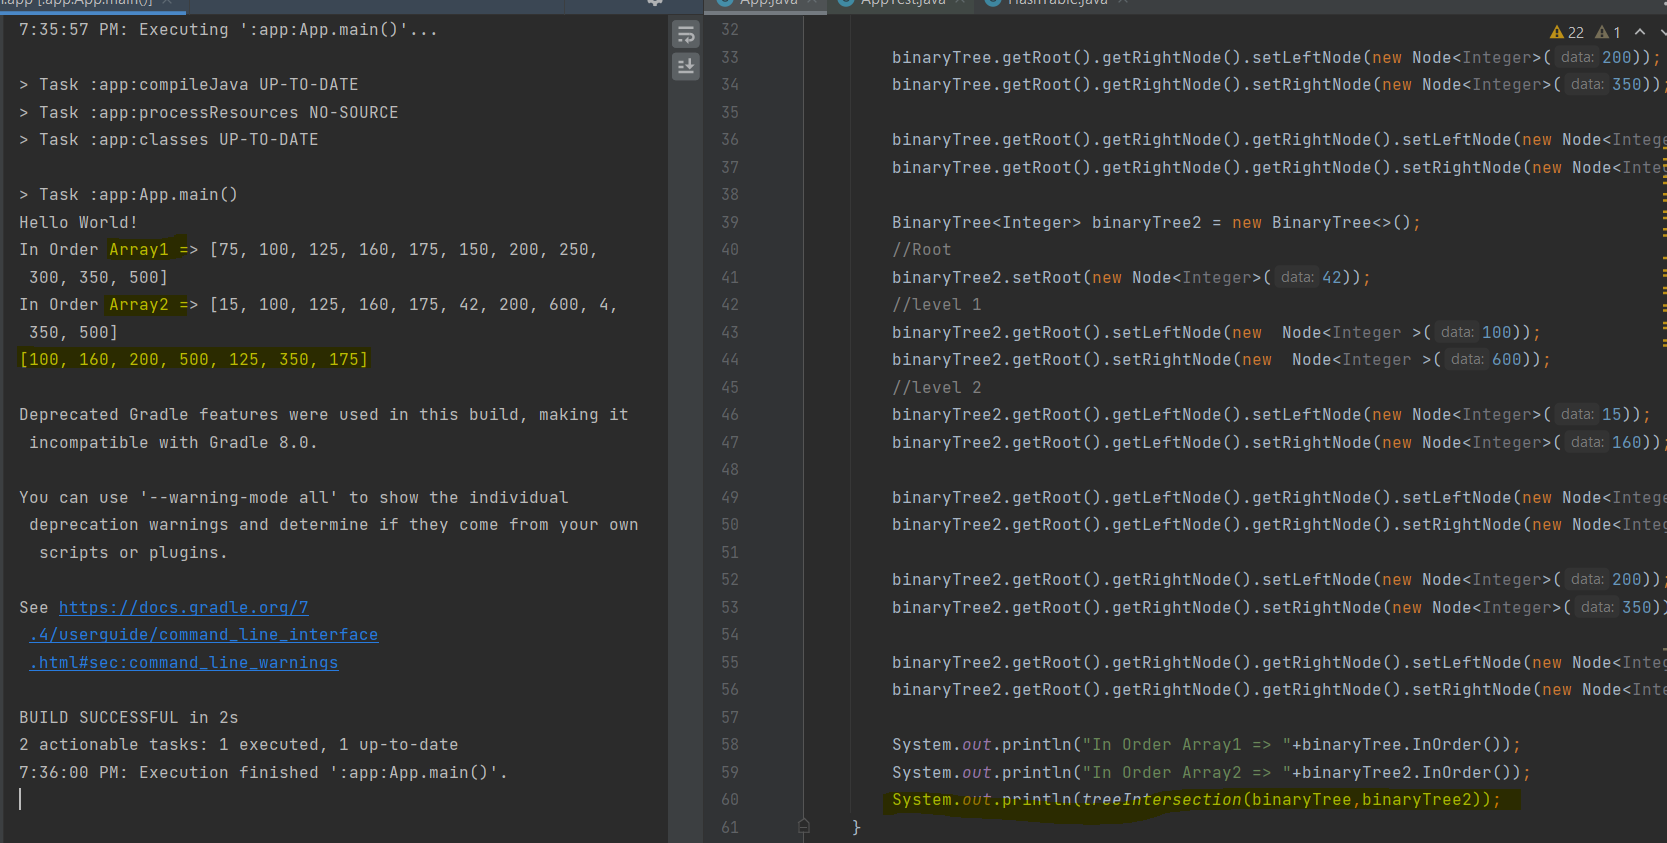 n:app [:app:App.main()] ×
7:35:57 PM: Executing ':app:App.main()'...
> Task :app:compileJava UP-TO-DATE
> Task :app:processResources NO-SOURCE
> Task :app:classes UP-TO-DATE
> Task :app:App.main()
Hello World!
In Order Array1 => [75, 100, 125, 160, 175, 150, 200, 250,
300, 350, 500]
In Order Array2 => [15, 100, 125, 160, 175, 42, 200, 600, 4,
350, 500]
[100, 160, 200, 500, 125, 350, 175]
Deprecated Gradle features were used in this build, making it
incompatible with Gradle 8.0.
You can use '--warning-mode all' to show the individual
deprecation warnings and determine if they come from your own
scripts or plugins.
See https://docs.gradle.org/7
.4/userguide/command_line_interface
.html#sec:command_line_warnings
BUILD SUCCESSFUL in 2s
2 actionable tasks: 1 executed, 1 up-to-date
7:36:00 PM: Execution finished ':app:App.main()'.
App.java × AppTest.java × HashTable.java ×
22 1
32
33 binaryTree.getRoot().getRightNode().setLeftNode(new Node<Integer>( data: 200));
34 binaryTree.getRoot().getRightNode().setRightNode(new Node<Integer>( data: 350));
35
36 binaryTree.getRoot().getRightNode().getRightNode().setLeftNode(new Node<Intege
37 binaryTree.getRoot().getRightNode().getRightNode().setRightNode(new Node<Inte
38
39 BinaryTree<Integer> binaryTree2 = new BinaryTree<>();
40 //Root
41 binaryTree2.setRoot(new Node<Integer>( data: 42));
42 //level 1
43 binaryTree2.getRoot().setLeftNode(new  Node<Integer >( data: 100));
44 binaryTree2.getRoot().setRightNode(new  Node<Integer >( data: 600));
45 //level 2
46 binaryTree2.getRoot().getLeftNode().setLeftNode(new Node<Integer>( data: 15));
47 binaryTree2.getRoot().getLeftNode().setRightNode(new Node<Integer>( data: 160));
48
49 binaryTree2.getRoot().getLeftNode().getRightNode().setLeftNode(new Node<Intege
50 binaryTree2.getRoot().getLeftNode().getRightNode().setRightNode(new Node<Integ
51
52 binaryTree2.getRoot().getRightNode().setLeftNode(new Node<Integer>( data: 200));
53 binaryTree2.getRoot().getRightNode().setRightNode(new Node<Integer>( data: 350))
54
55 binaryTree2.getRoot().getRightNode().getRightNode().setLeftNode(new Node<Integ
56 binaryTree2.getRoot().getRightNode().getRightNode().setRightNode(new Node<Inte
57
58 System.out.println("In Order Array1 => "+binaryTree.InOrder());
59 System.out.println("In Order Array2 => "+binaryTree2.InOrder());
60 System.out.println(treeIntersection(binaryTree,binaryTree2));
61 }